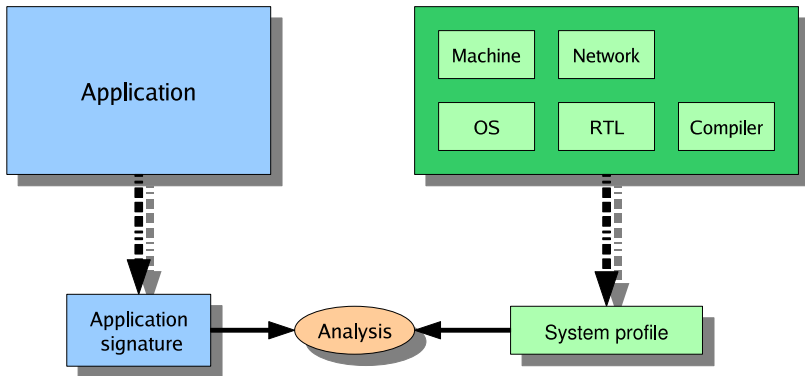 Application
Machine
Network
OS
RTL
Compiler
Application
signature
Analysis
System profile